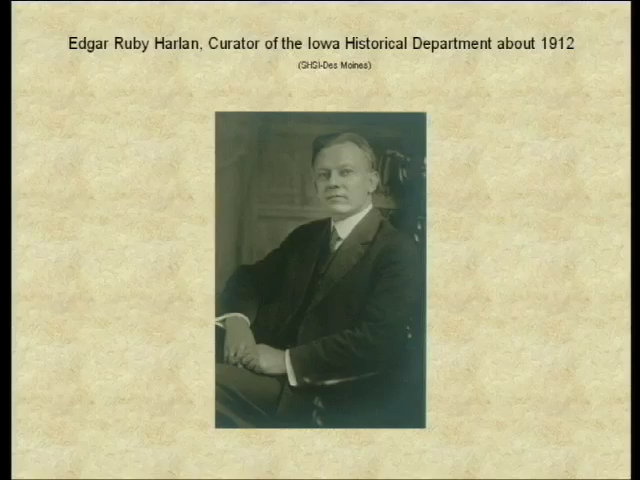 Edgar Ruby Harlan, Curator of the Iowa Historical Department about 1912
(SHSI-Des Moines)